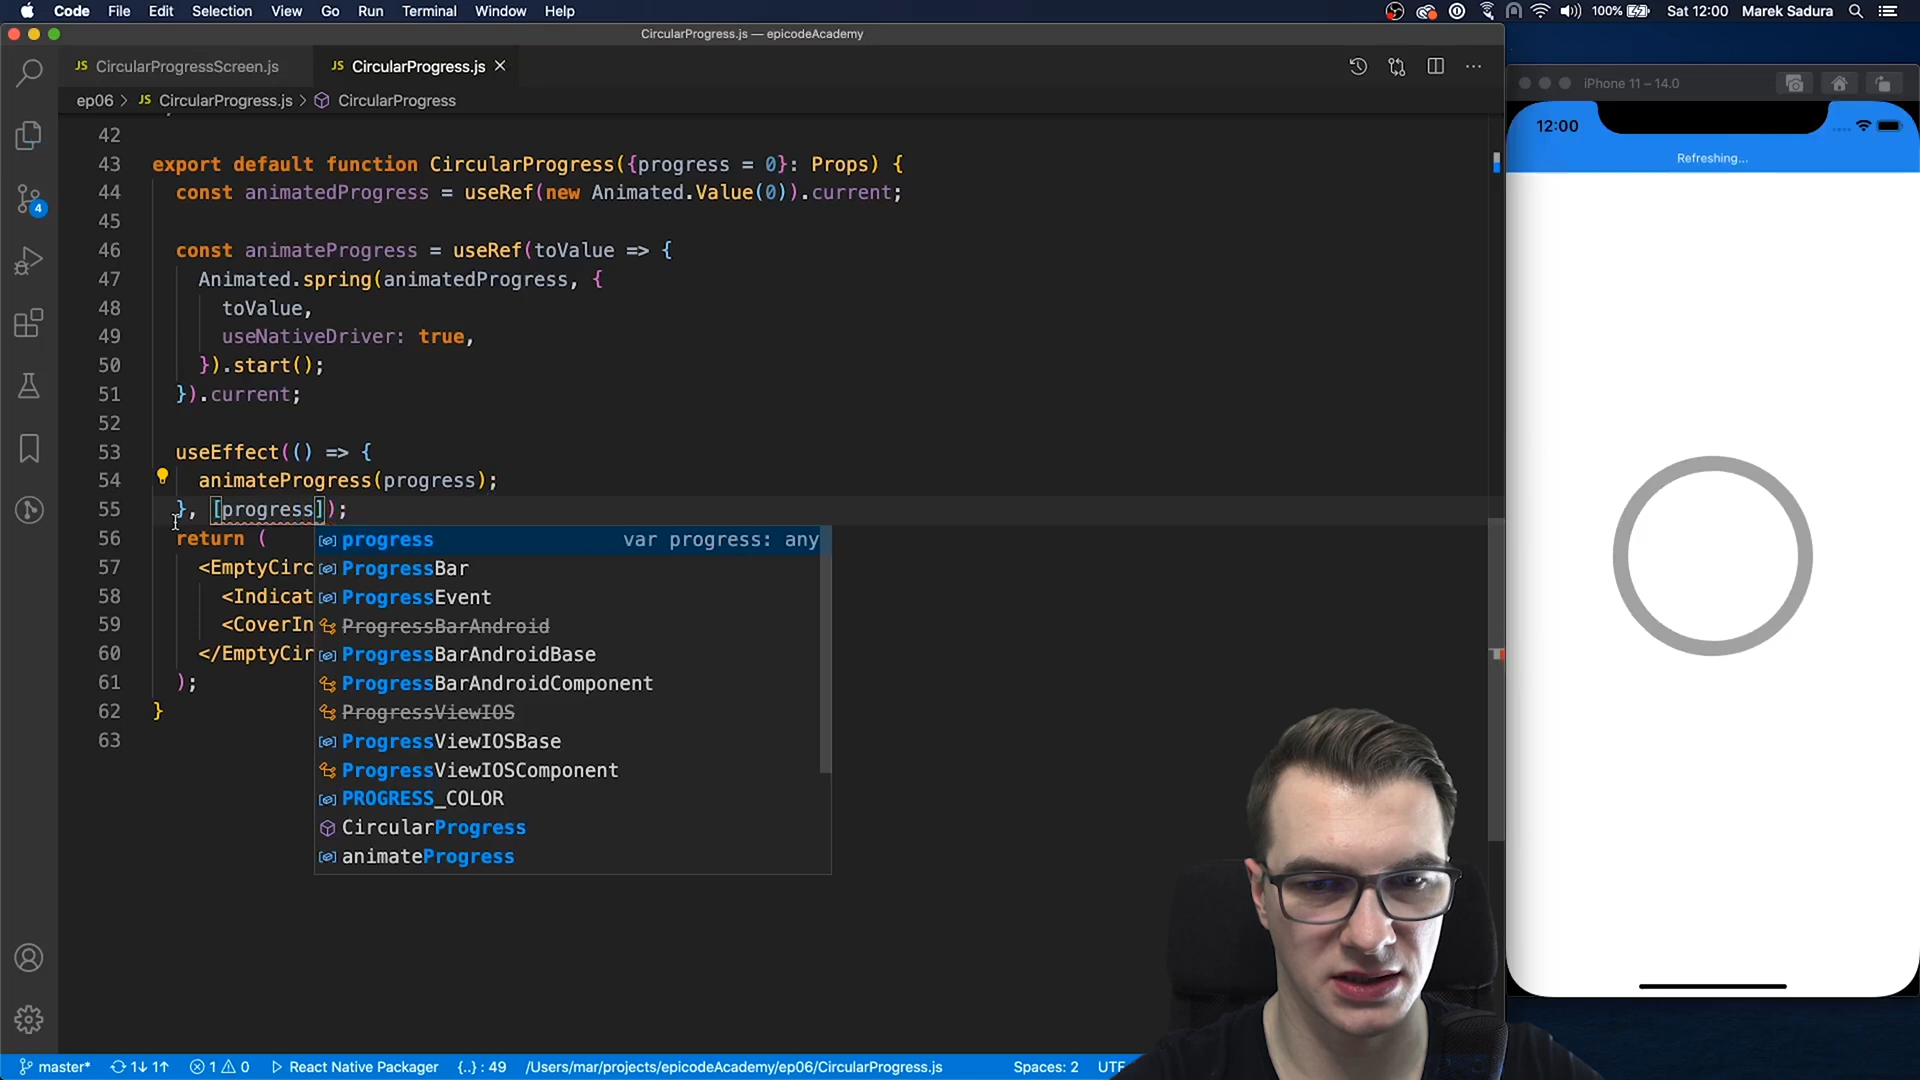 Code File Edit Selection View Go Run Terminal Window Help 100% Sat 12:00 Marek Sadura
CircularProgress.js — epicodeAcademy
JS CircularProgressScreen.js JS CircularProgress.js
iPhone 11 – 14.0
ep06 JS CircularProgress.js CircularProgress
12:00
Refreshing...
42
43 export default function CircularProgress({progress = 0}: Props) {
44 const animatedProgress = useRef(new Animated.Value(0)).current;
45
46 const animateProgress = useRef(toValue => {
47 Animated.spring(animatedProgress, {
48 toValue,
49 useNativeDriver: true,
50 }).start();
51 }).current;
52
53 useEffect(() => {
54 animateProgress(progress);
55 }, [progress]);
56 return (
57 <EmptyCirc
58 <Indicat
59 <CoverIn
60 </EmptyCir
61 );
62 }
63
progress var progress: any
ProgressBar
ProgressEvent
ProgressBarAndroid
ProgressBarAndroidBase
ProgressBarAndroidComponent
ProgressViewIOS
ProgressViewIOSBase
ProgressViewIOSComponent
PROGRESS_COLOR
CircularProgress
animateProgress
4
master* 1↓ 1↑ 1 0 React Native Packager {..} : 49 /Users/mar/projects/epicodeAcademy/ep06/CircularProgress.js Spaces: 2 UTF